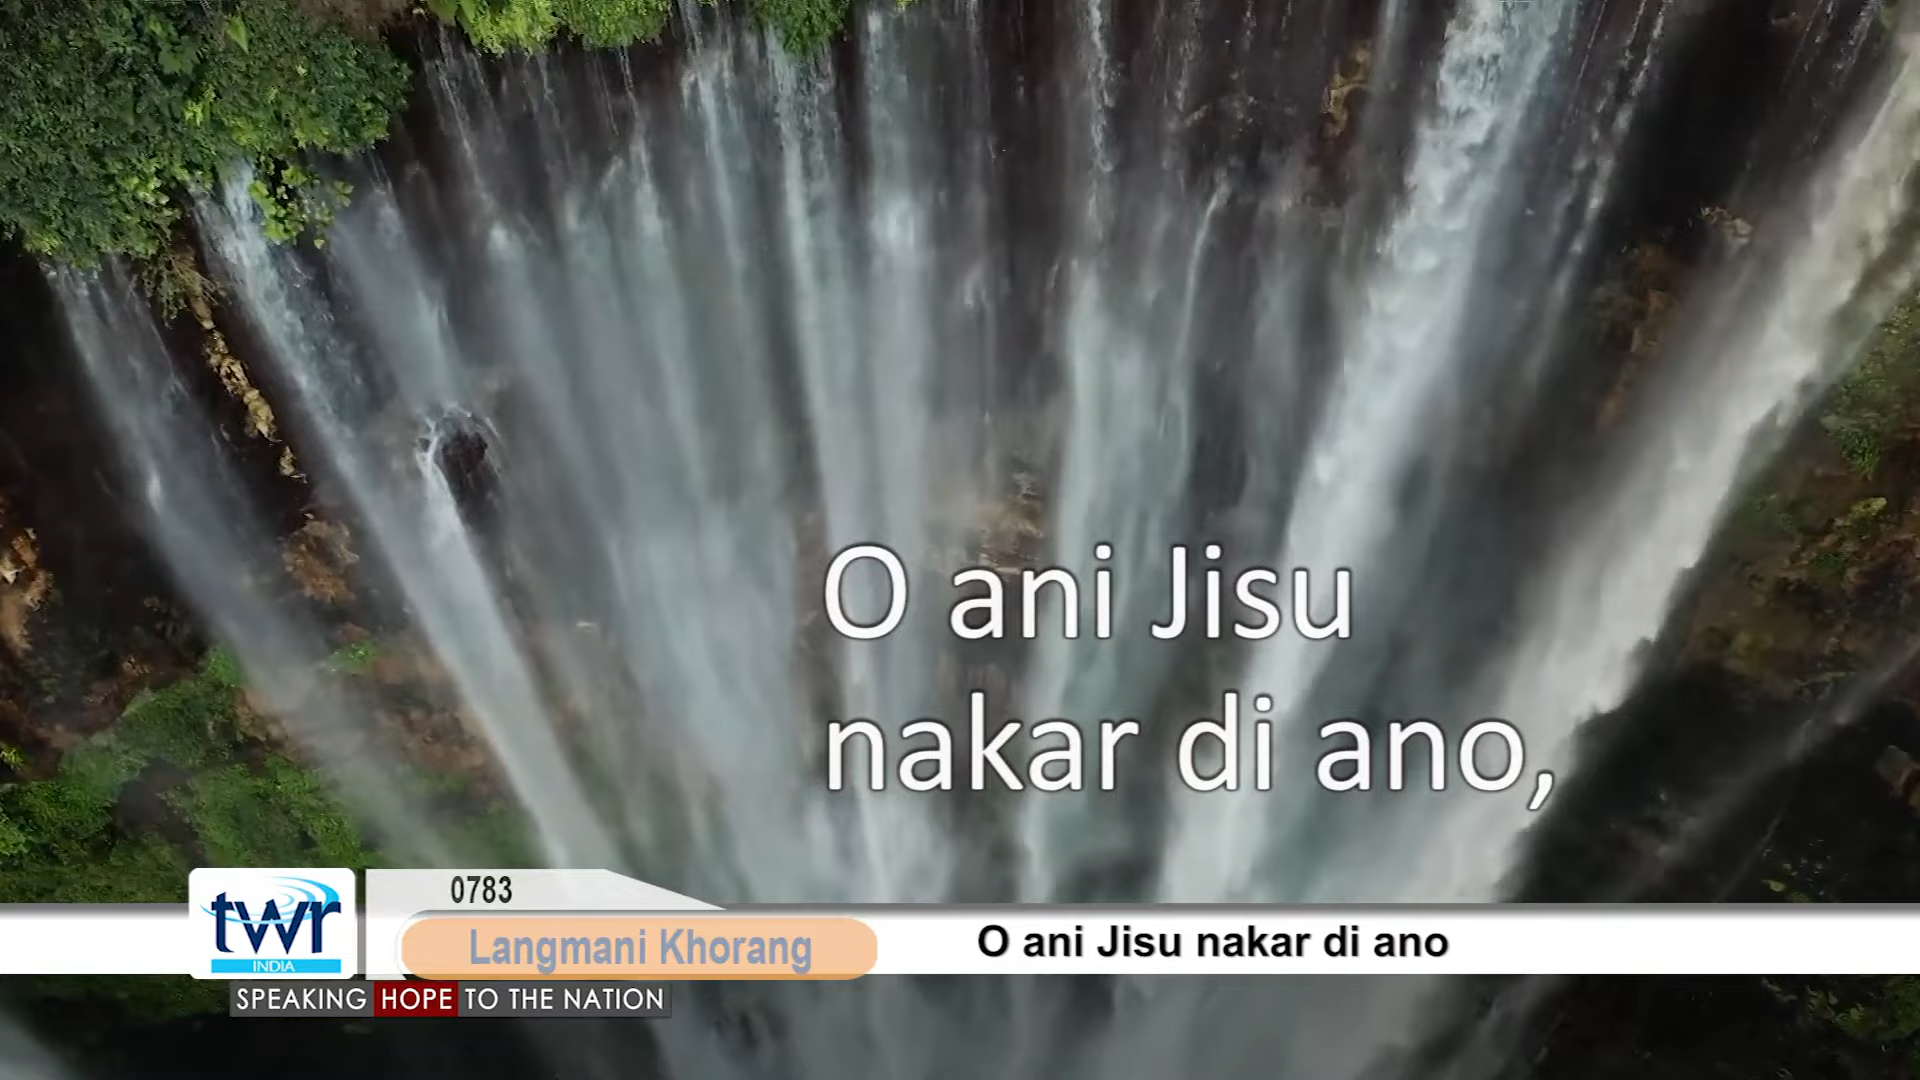 O ani Jisu
nakar di ano,
0783
twr
INDIA
Langmani Khorang
O ani Jisu nakar di ano
SPEAKING HOPE TO THE NATION